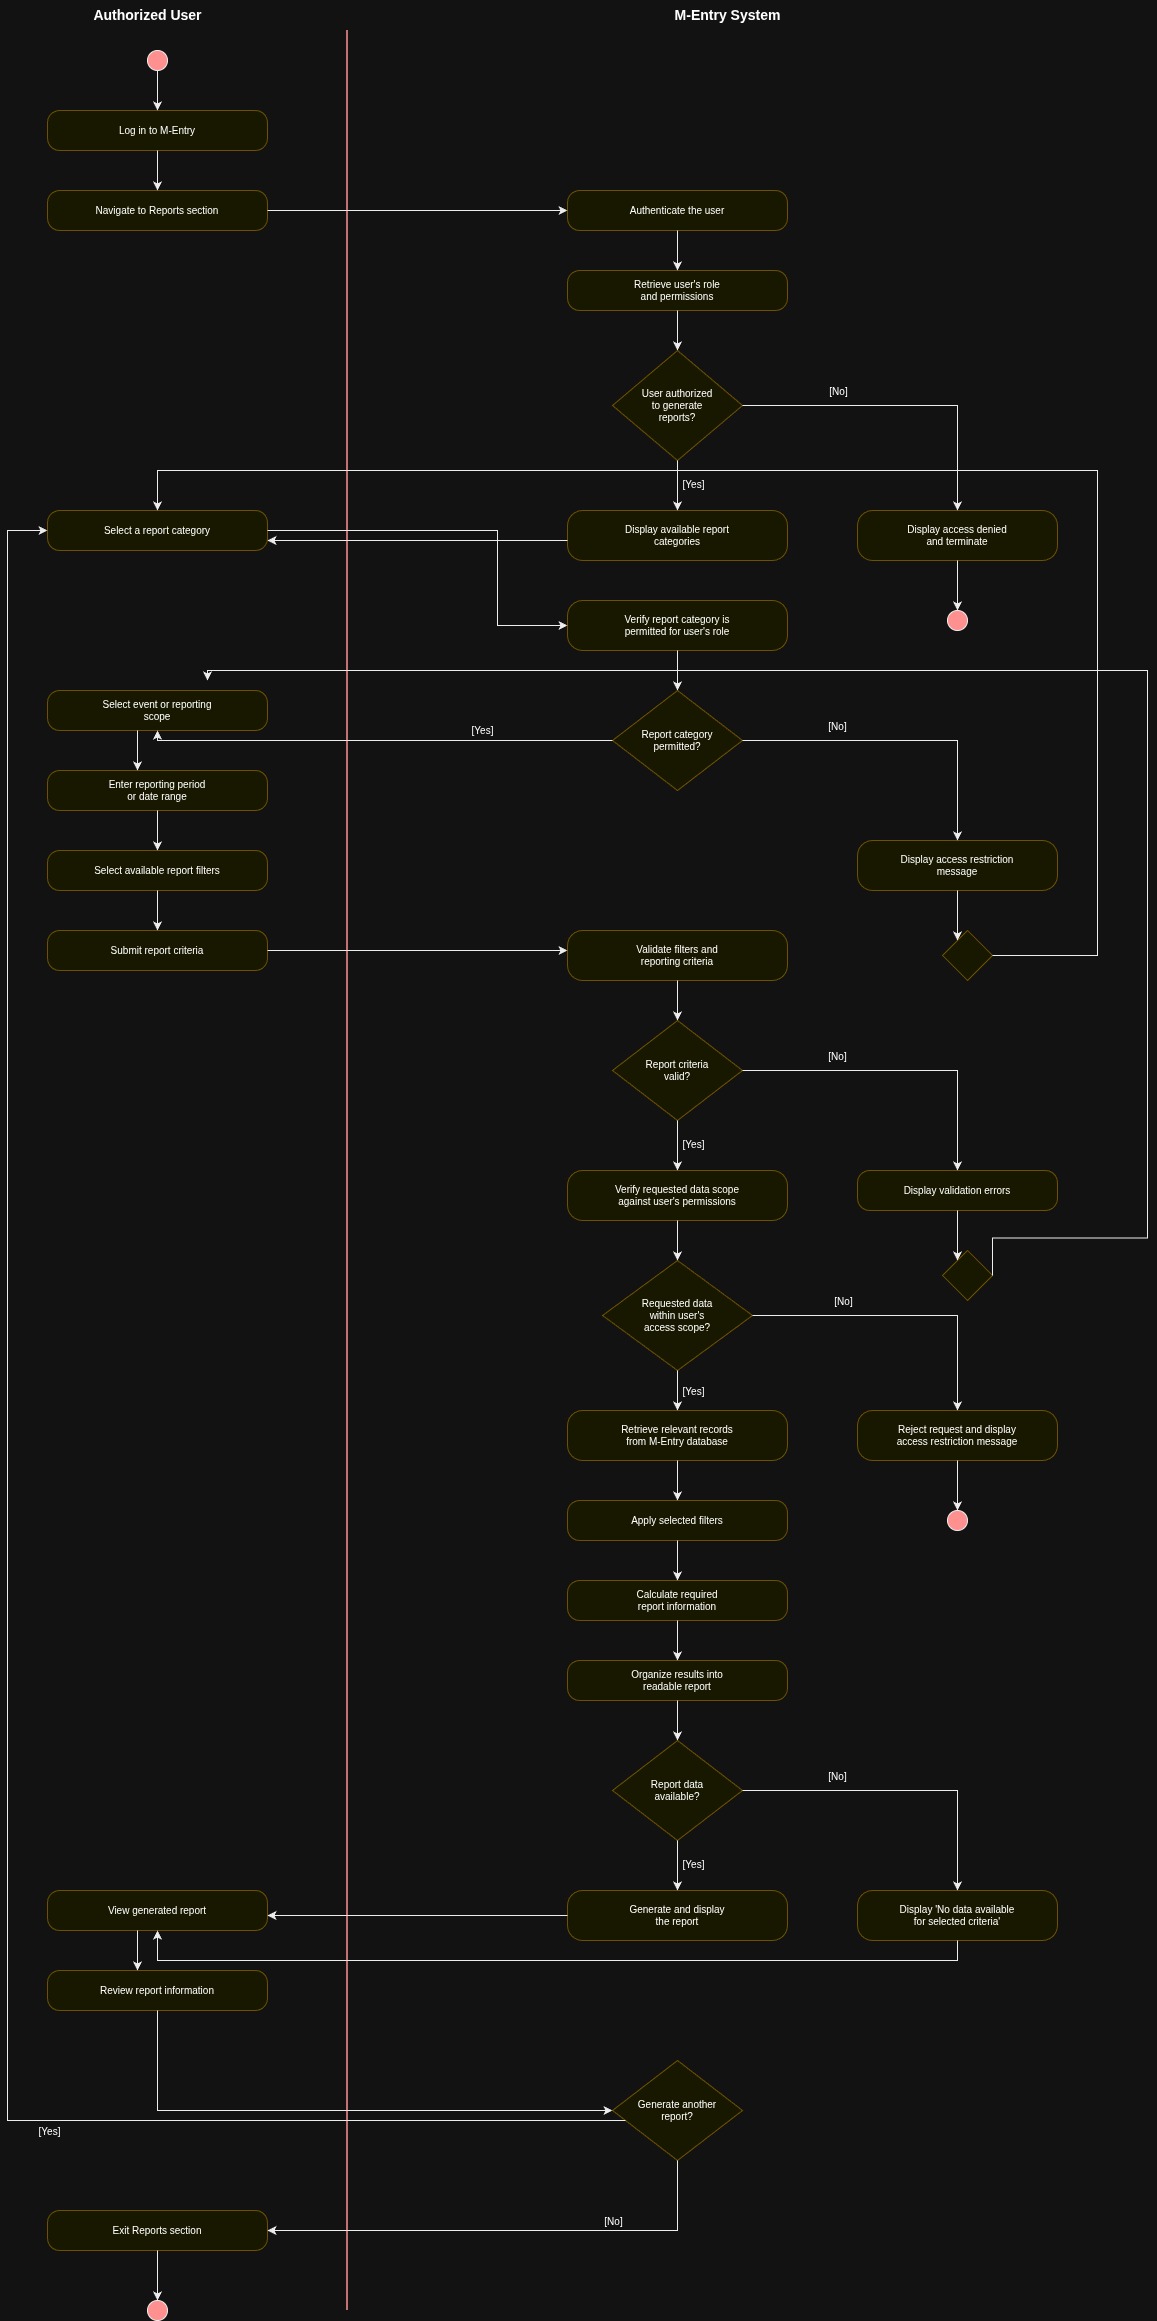 Authorized User
M-Entry System
Log in to M-Entry
Navigate to Reports section
Authenticate the user
Retrieve user's role
and permissions
User authorized
to generate
reports?
[No]
[Yes]
Select a report category
Display available report
categories
Display access denied
and terminate
Verify report category is
permitted for user's role
Select event or reporting
scope
[Yes]
Report category
permitted?
[No]
Enter reporting period
or date range
Select available report filters
Display access restriction
message
Submit report criteria
Validate filters and
reporting criteria
Report criteria
valid?
[No]
[Yes]
Verify requested data scope
against user's permissions
Display validation errors
Requested data
within user's
access scope?
[No]
[Yes]
Retrieve relevant records
from M-Entry database
Reject request and display
access restriction message
Apply selected filters
Calculate required
report information
Organize results into
readable report
Report data
available?
[No]
[Yes]
View generated report
Generate and display
the report
Display 'No data available
for selected criteria'
Review report information
Generate another
report?
[Yes]
[No]
Exit Reports section